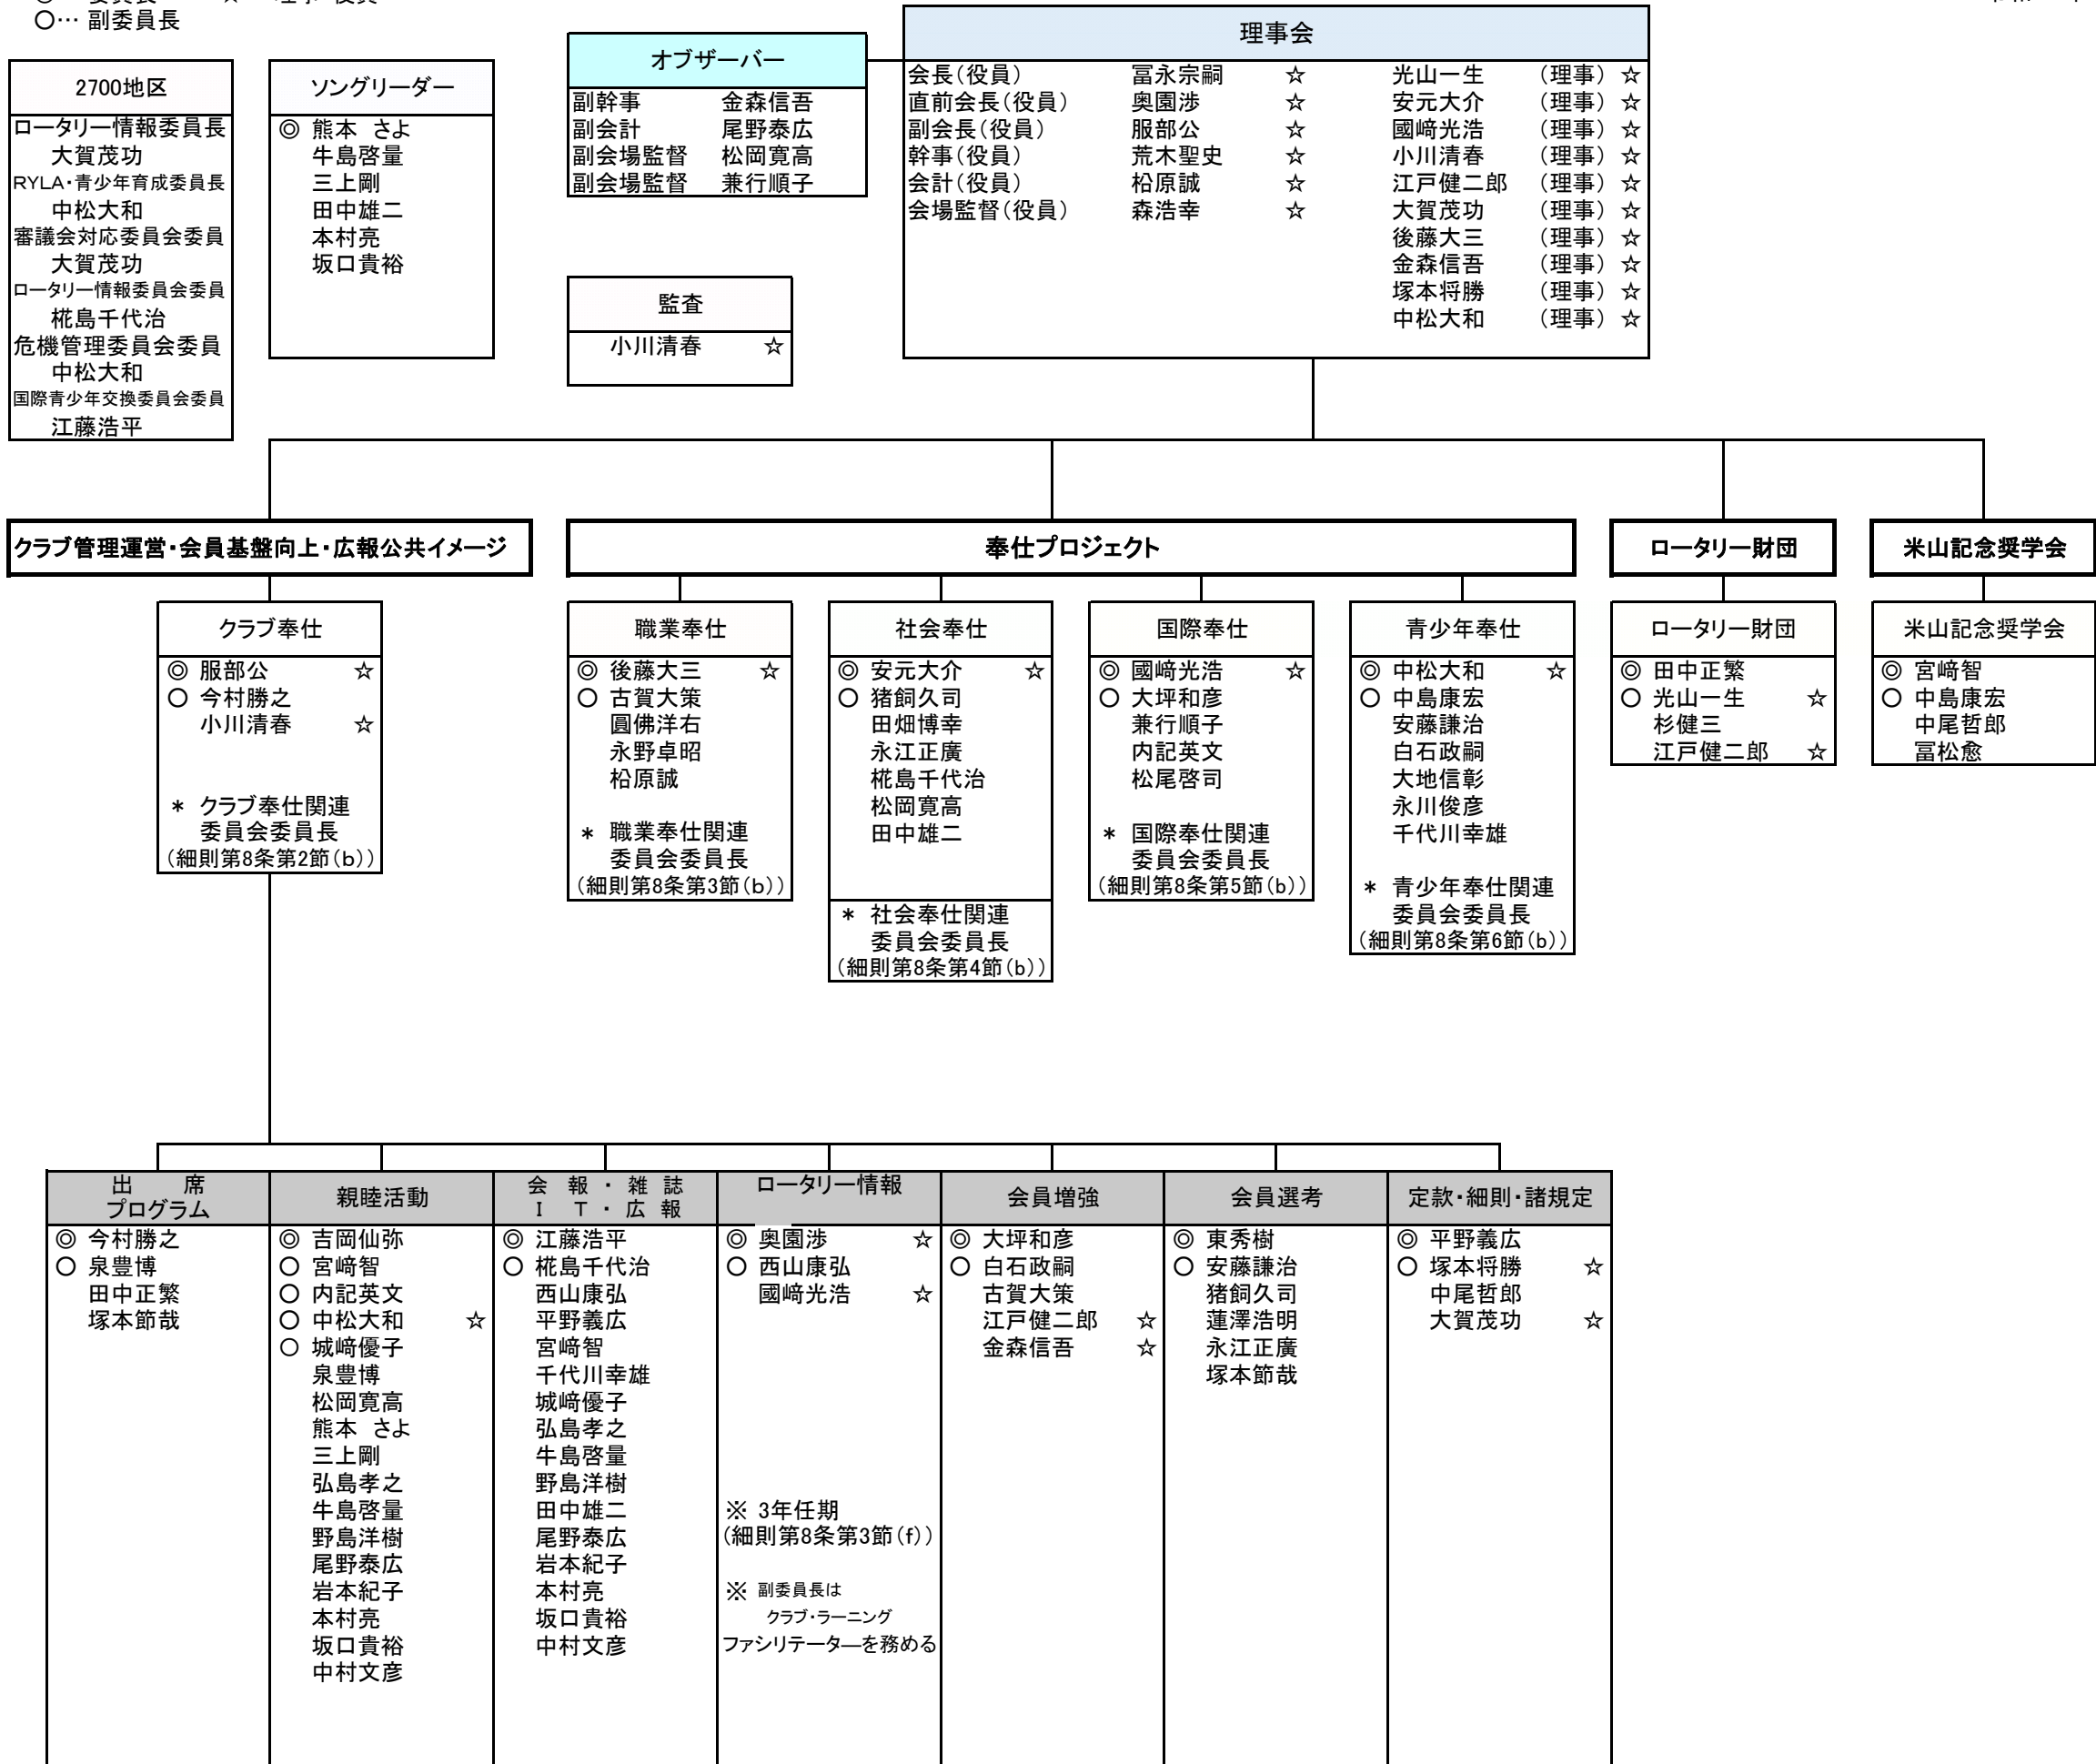 ○… 副委員長
2700地区
ロータリー情報委員長
大賀茂功
RYLA・青少年育成委員長
中松大和
審議会対応委員会委員
大賀茂功
ロータリー情報委員会委員
椛島千代治
危機管理委員会委員
中松大和
国際青少年交換委員会委員
江藤浩平
ソングリーダー
◎ 熊本 さよ
牛島啓量
三上剛
田中雄二
本村亮
坂口貴裕
オブザーバー
副幹事 金森信吾
副会計 尾野泰広
副会場監督 松岡寛高
副会場監督 兼行順子
監査
小川清春 ☆
理事会
会長(役員) 冨永宗嗣 ☆ 光山一生 (理事) ☆
直前会長(役員) 奥園渉 ☆ 安元大介 (理事) ☆
副会長(役員) 服部公 ☆ 國﨑光浩 (理事) ☆
幹事(役員) 荒木聖史 ☆ 小川清春 (理事) ☆
会計(役員) 柗原誠 ☆ 江戸健二郎 (理事) ☆
会場監督(役員) 森浩幸 ☆ 大賀茂功 (理事) ☆
後藤大三 (理事) ☆
金森信吾 (理事) ☆
塚本将勝 (理事) ☆
中松大和 (理事) ☆
クラブ管理運営・会員基盤向上・広報公共イメージ
奉仕プロジェクト
ロータリー財団
米山記念奨学会
クラブ奉仕
◎ 服部公 ☆
○ 今村勝之
小川清春 ☆
* クラブ奉仕関連
委員会委員長
(細則第8条第2節(b))
職業奉仕
◎ 後藤大三 ☆
○ 古賀大策
圓佛洋右
永野卓昭
柗原誠
* 職業奉仕関連
委員会委員長
(細則第8条第3節(b))
社会奉仕
◎ 安元大介 ☆
○ 猪飼久司
田畑博幸
永江正廣
椛島千代治
松岡寛高
田中雄二
* 社会奉仕関連
委員会委員長
(細則第8条第4節(b))
国際奉仕
◎ 國﨑光浩 ☆
○ 大坪和彦
兼行順子
内記英文
松尾啓司
* 国際奉仕関連
委員会委員長
(細則第8条第5節(b))
青少年奉仕
◎ 中松大和 ☆
○ 中島康宏
安藤謙治
白石政嗣
大地信彰
永川俊彦
千代川幸雄
* 青少年奉仕関連
委員会委員長
(細則第8条第6節(b))
ロータリー財団
◎ 田中正繁
○ 光山一生 ☆
杉健三
江戸健二郎 ☆
米山記念奨学会
◎ 宮﨑智
○ 中島康宏
中尾哲郎
冨松愈
出 席
プログラム
◎ 今村勝之
○ 泉豊博
田中正繁
塚本節哉
親睦活動
◎ 吉岡仙弥
○ 宮﨑智
○ 内記英文
○ 中松大和 ☆
○ 城﨑優子
泉豊博
松岡寛高
熊本 さよ
三上剛
弘島孝之
牛島啓量
野島洋樹
尾野泰広
岩本紀子
本村亮
坂口貴裕
中村文彦
会 報 ・ 雑 誌
I T ・ 広 報
◎ 江藤浩平
○ 椛島千代治
西山康弘
平野義広
宮﨑智
千代川幸雄
城﨑優子
弘島孝之
牛島啓量
野島洋樹
田中雄二
尾野泰広
岩本紀子
本村亮
坂口貴裕
中村文彦
ロータリー情報
◎ 奥園渉 ☆
○ 西山康弘
國﨑光浩 ☆
※ 3年任期
(細則第8条第3節(f))
※ 副委員長は
クラブ・ラーニング
ファシリテータ―を務める
会員増強
◎ 大坪和彦
○ 白石政嗣
古賀大策
江戸健二郎 ☆
金森信吾 ☆
会員選考
◎ 東秀樹
○ 安藤謙治
猪飼久司
蓮澤浩明
永江正廣
塚本節哉
定款・細則・諸規定
◎ 平野義広
○ 塚本将勝 ☆
中尾哲郎
大賀茂功 ☆